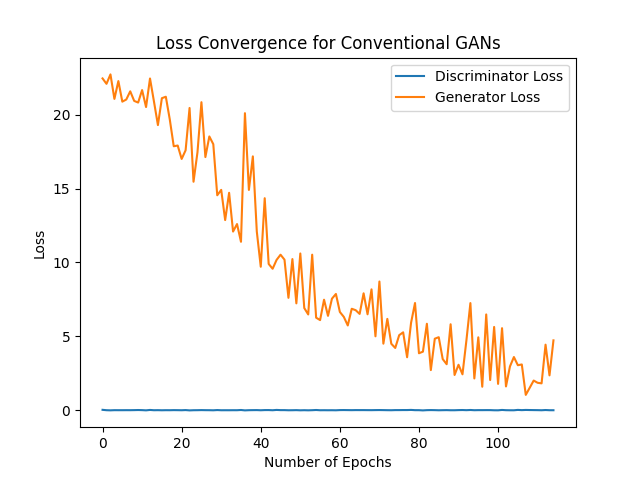 Loss Convergence for Conventional GANs
Discriminator Loss
Generator Loss
20
15
10
5
0
Loss
0 20 40 60 80 100
Number of Epochs